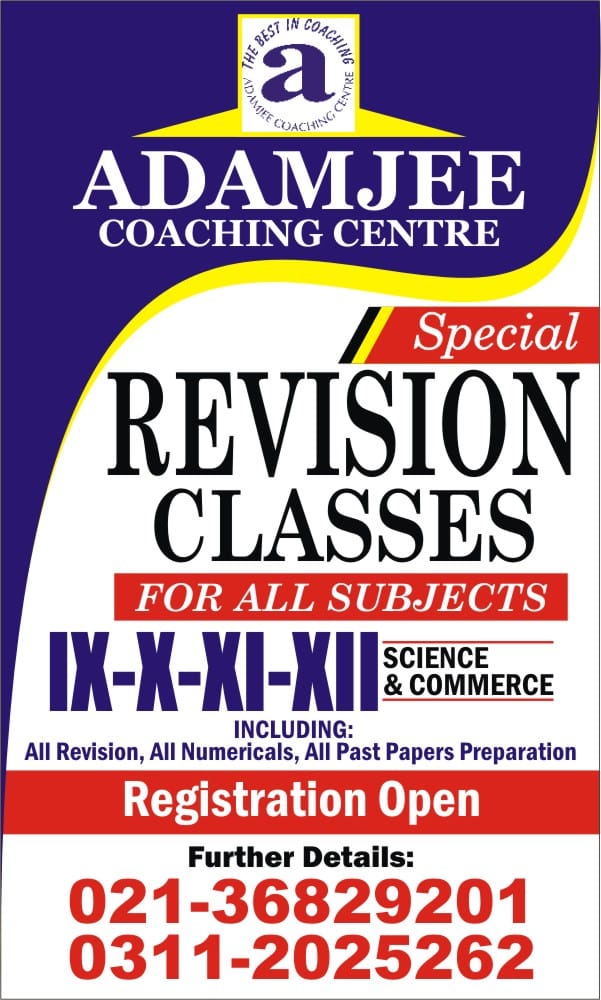 THE BEST IN COACHING
a
ADAMJEE COACHING CENTRE
ADAMJEE
COACHING CENTRE
Special
REVISION
CLASSES
FOR ALL SUBJECTS
IX-X-XI-XII
SCIENCE
& COMMERCE
INCLUDING:
All Revision, All Numericals, All Past Papers Preparation
Registration Open
Further Details:
021-36829201
0311-2025262